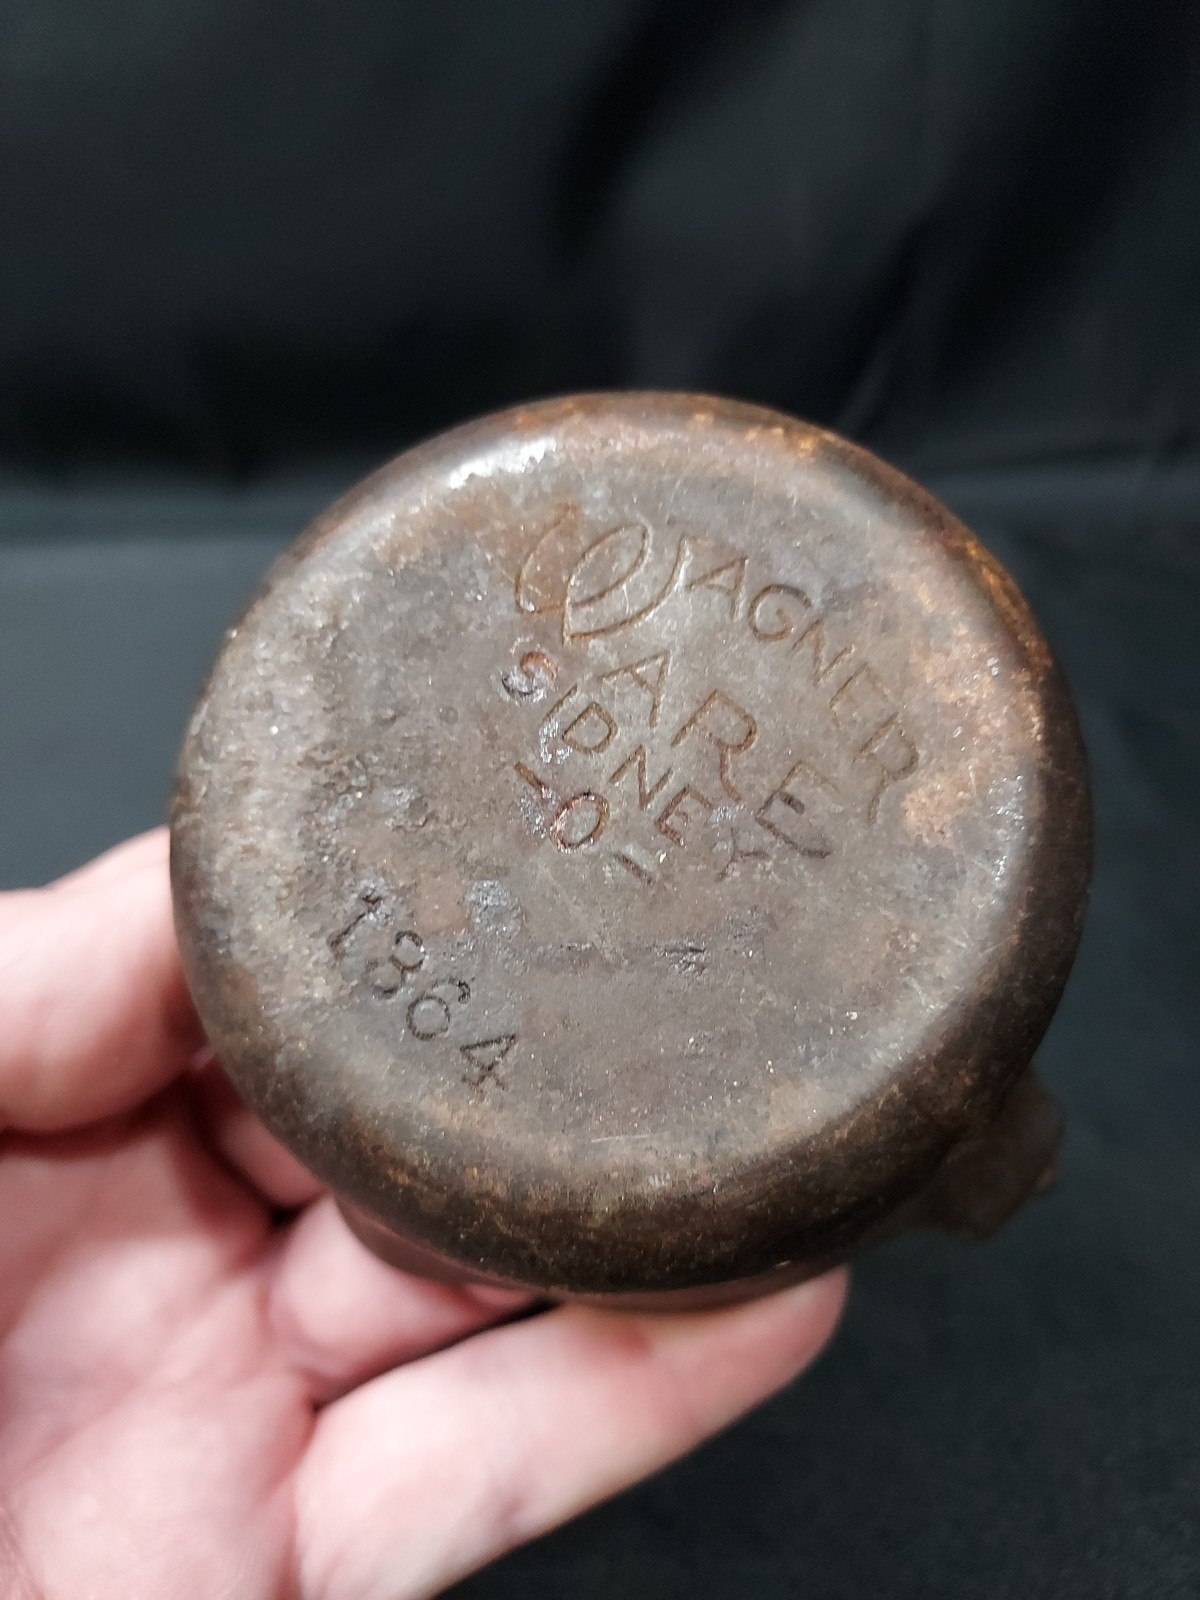 WAGNER
WARE
SIDNEY
-O-
1364